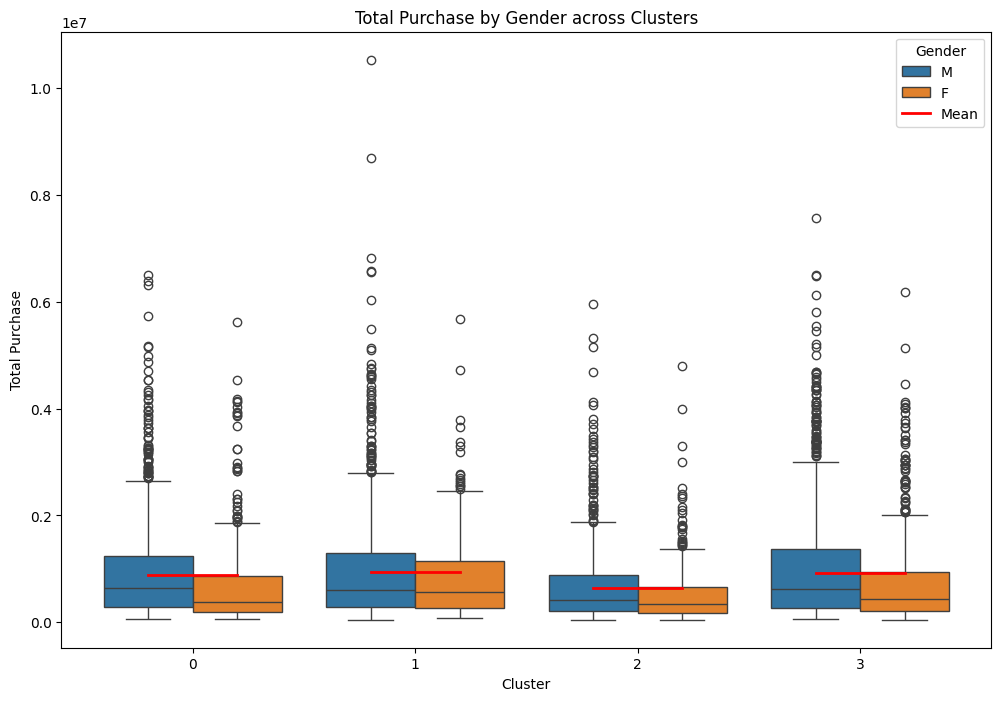 Total Purchase by Gender across Clusters
1e7
Gender
M
F
Mean
1.0
0.8
0.6
0.4
0.2
0.0
Total Purchase
0 1 2 3
Cluster